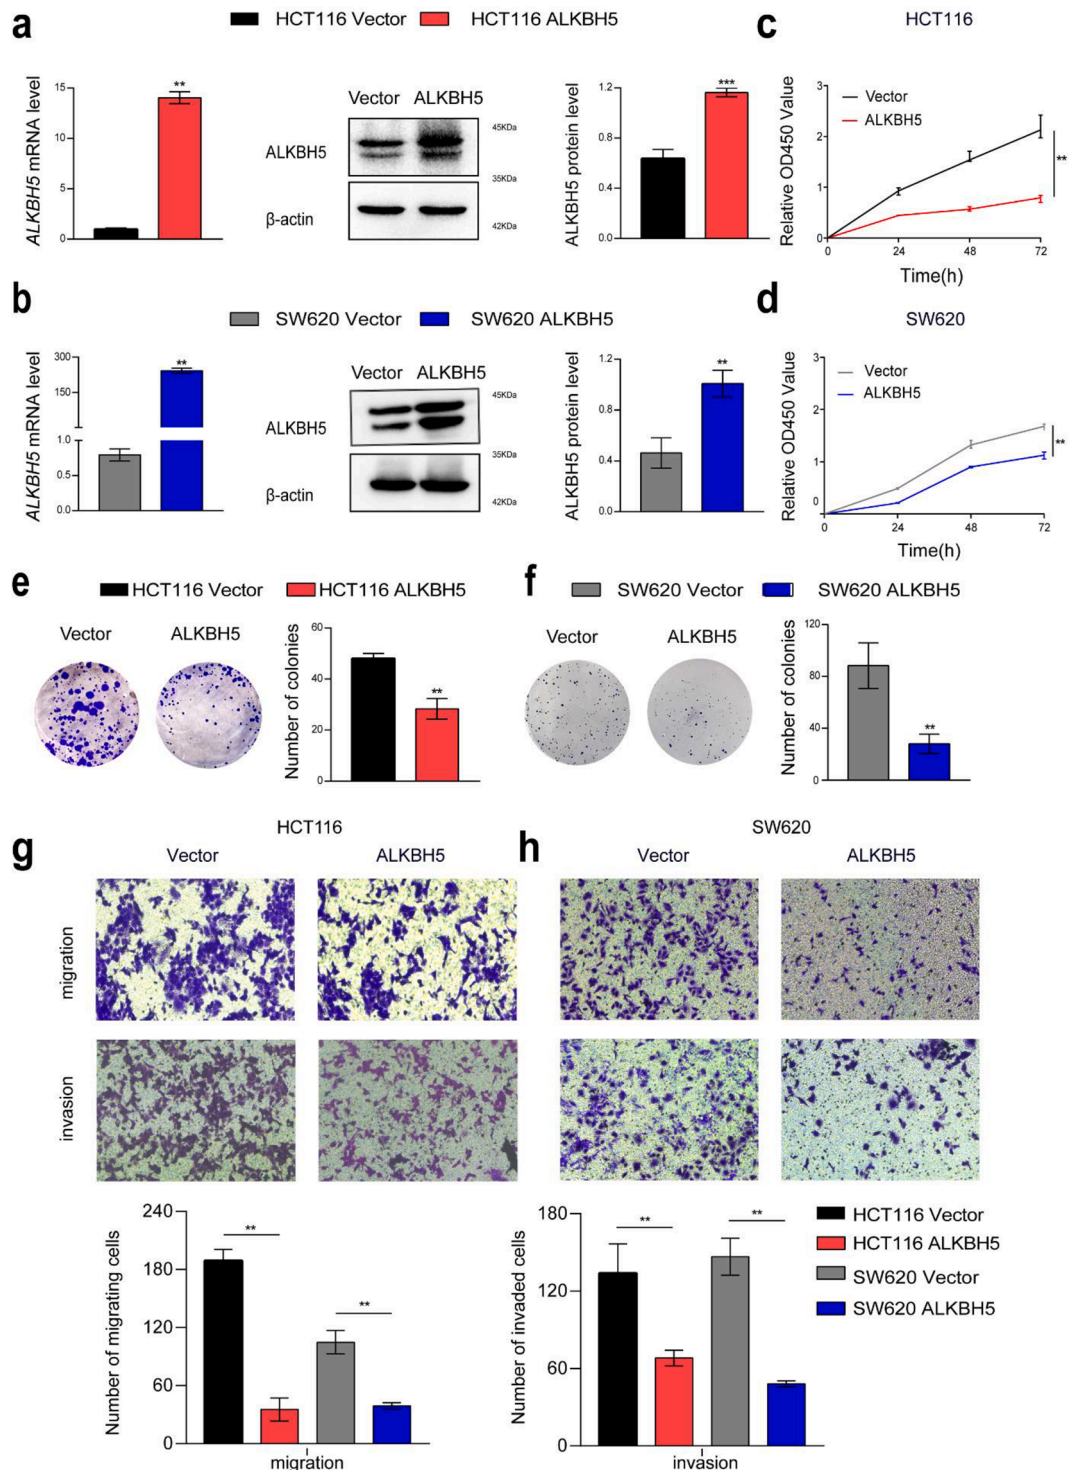 a
HCT116 Vector HCT116 ALKBH5
ALKBH5 mRNA level
15
10
5
0
**
Vector ALKBH5
ALKBH5
β-actin
45KDa
35KDa
42KDa
ALKBH5 protein level
1.2
0.8
0.4
0.0
***
c
HCT116
Relative OD450 Value
3
2
1
0
Vector
ALKBH5
**
0 24 48 72
Time(h)
b
SW620 Vector SW620 ALKBH5
ALKBH5 mRNA level
300
150
1.0
0.5
0.0
**
Vector ALKBH5
ALKBH5
β-actin
45KDa
35KDa
42KDa
ALKBH5 protein level
1.2
0.8
0.4
0.0
**
d
SW620
Relative OD450 Value
3
2
1
0
Vector
ALKBH5
**
0 24 48 72
Time(h)
e
HCT116 Vector HCT116 ALKBH5
Vector ALKBH5
Number of colonies
60
40
20
0
**
f
SW620 Vector SW620 ALKBH5
Vector ALKBH5
Number of colonies
120
80
40
0
**
g
HCT116
Vector ALKBH5
migration
invasion
h
SW620
Vector ALKBH5
Number of migrating cells
240
180
120
60
0
**
**
migration
Number of invaded cells
180
120
60
0
**
**
invasion
HCT116 Vector
HCT116 ALKBH5
SW620 Vector
SW620 ALKBH5